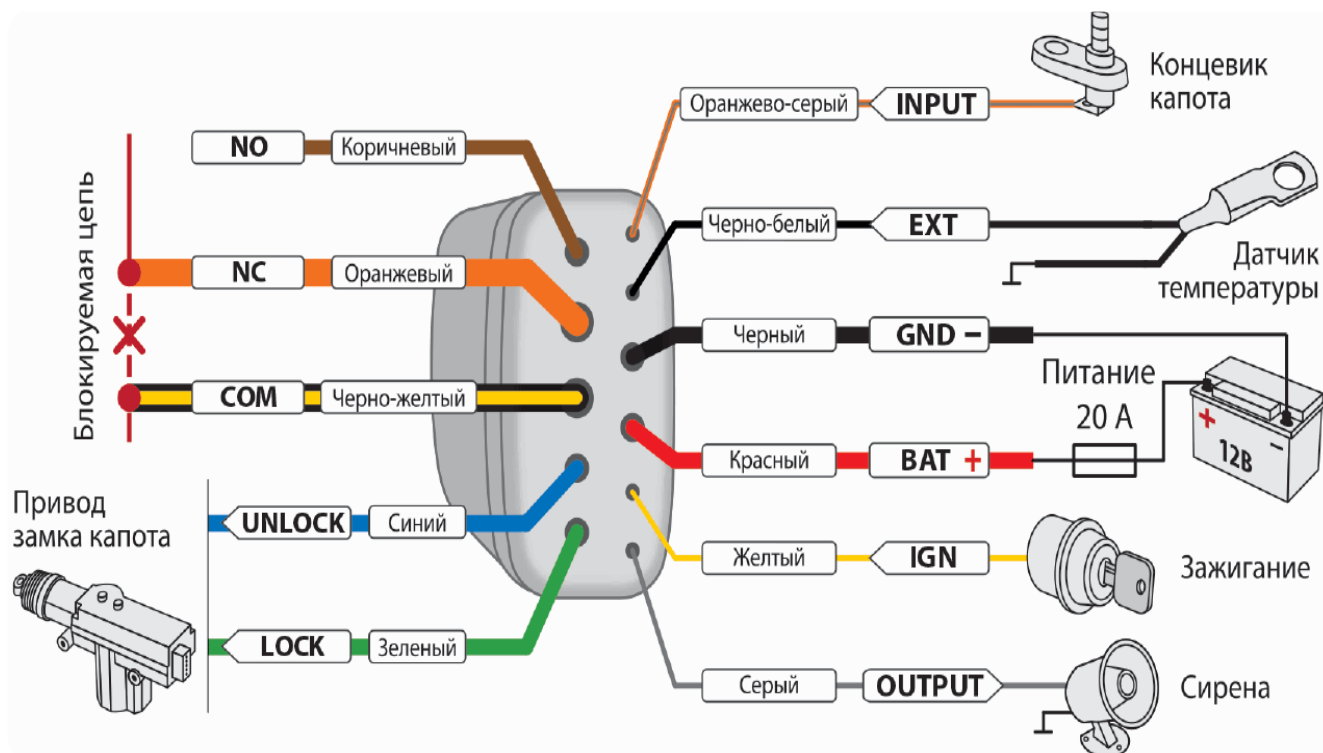 Концевик
капота
Оранжево-серый
INPUT
NO
Коричневый
Блокируемая цепь
Черно-белый
EXT
Датчик
температуры
NC
Оранжевый
Черный
GND –
Питание
20 А
COM
Черно-желтый
Красный
BAT +
+
–
12В
Привод
замка капота
UNLOCK
Синий
Желтый
IGN
Зажигание
LOCK
Зеленый
Серый
OUTPUT
Сирена